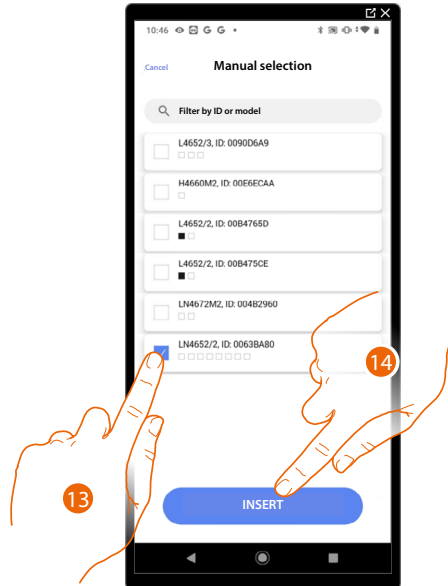 10:46 G G
Cancel Manual selection
Filter by ID or model
L4652/3, ID: 0090D6A9
H4660M2, ID: 00E6ECAA
L4652/2, ID: 00B4765D
L4652/2, ID: 00B475CE
LN4672M2, ID: 004B2960
LN4652/2, ID: 0063BA80
14
13
INSERT